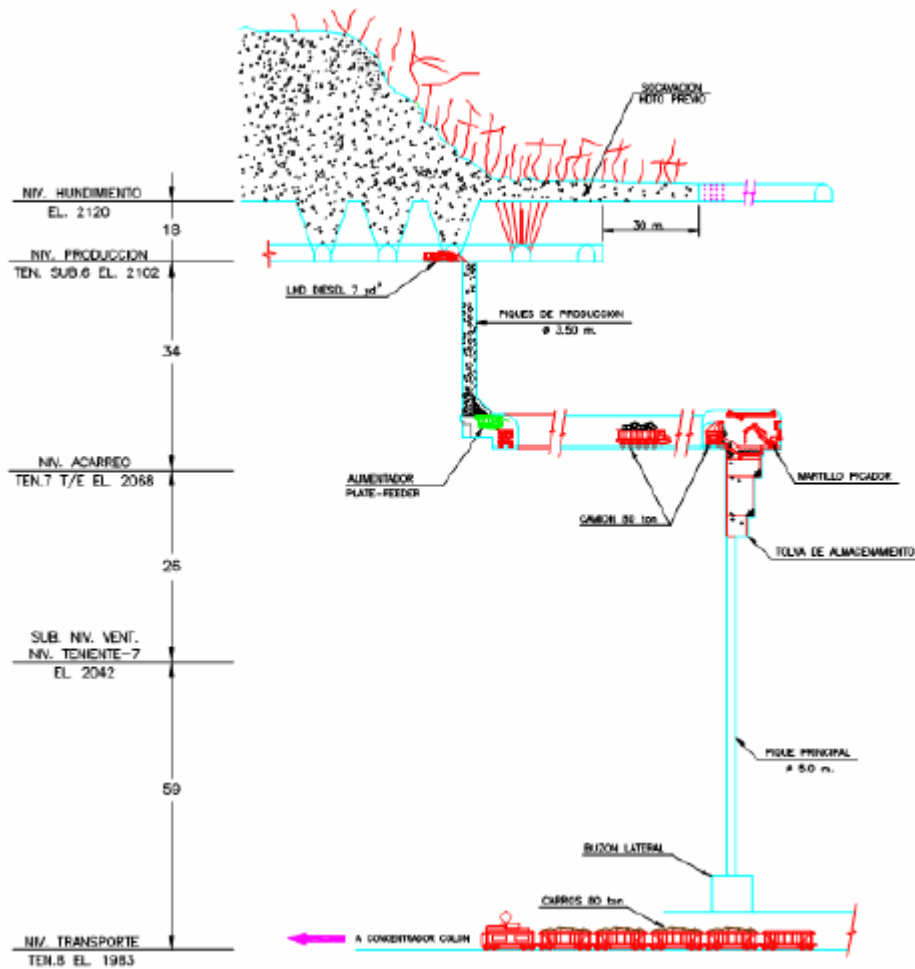 SOCAVACION
HDTO PREVIO
NIV. HUNDIMIENTO
EL. 2120
18
30 m.
NIV. PRODUCCION
TEN. SUB.6 EL. 2102
LHD DIESEL 7 yd³
PIQUES DE PRODUCCION
ø 3.50 m.
34
NIV. ACARREO
TEN.7 T/E EL. 2068
ALIMENTADOR
PLATE-FEEDER
MARTILLO PICADOR
CAMION 80 ton
TOLVA DE ALMACENAMIENTO
26
SUB. NIV. VENT.
NIV. TENIENTE-7
EL. 2042
PIQUE PRINCIPAL
ø 5.0 m.
59
BUZON LATERAL
CARROS 80 ton
NIV. TRANSPORTE
TEN.8 EL. 1983
A CONCENTRADOR COLON